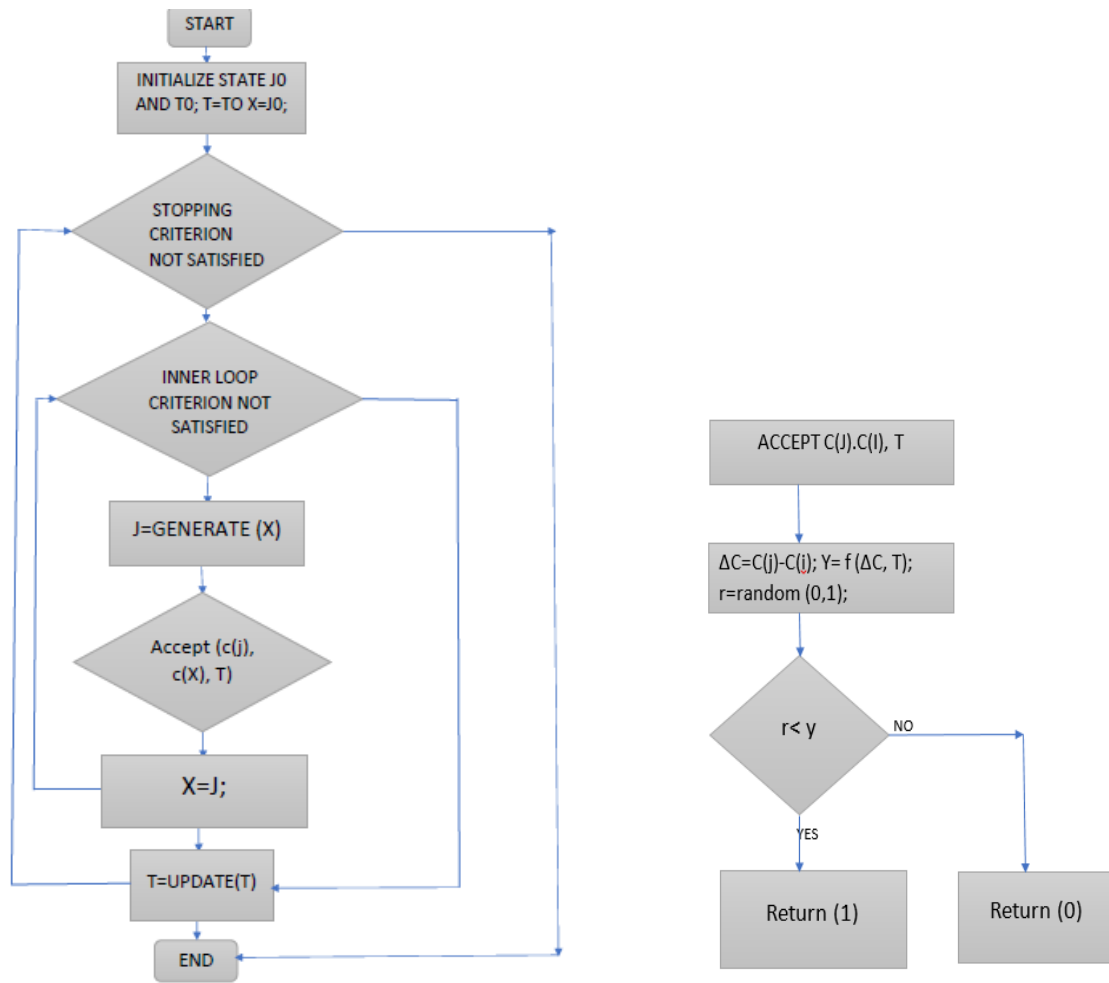 START
INITIALIZE STATE J0
AND T0; T=TO X=J0;
STOPPING
CRITERION
NOT SATISFIED
INNER LOOP
CRITERION NOT
SATISFIED
J=GENERATE (X)
Accept (c(j),
c(X), T)
X=J;
T=UPDATE(T)
END
ACCEPT C(J).C(I), T
ΔC=C(j)-C(i); Y= f (ΔC, T);
r=random (0,1);
r< y
NO
YES
Return (1)
Return (0)